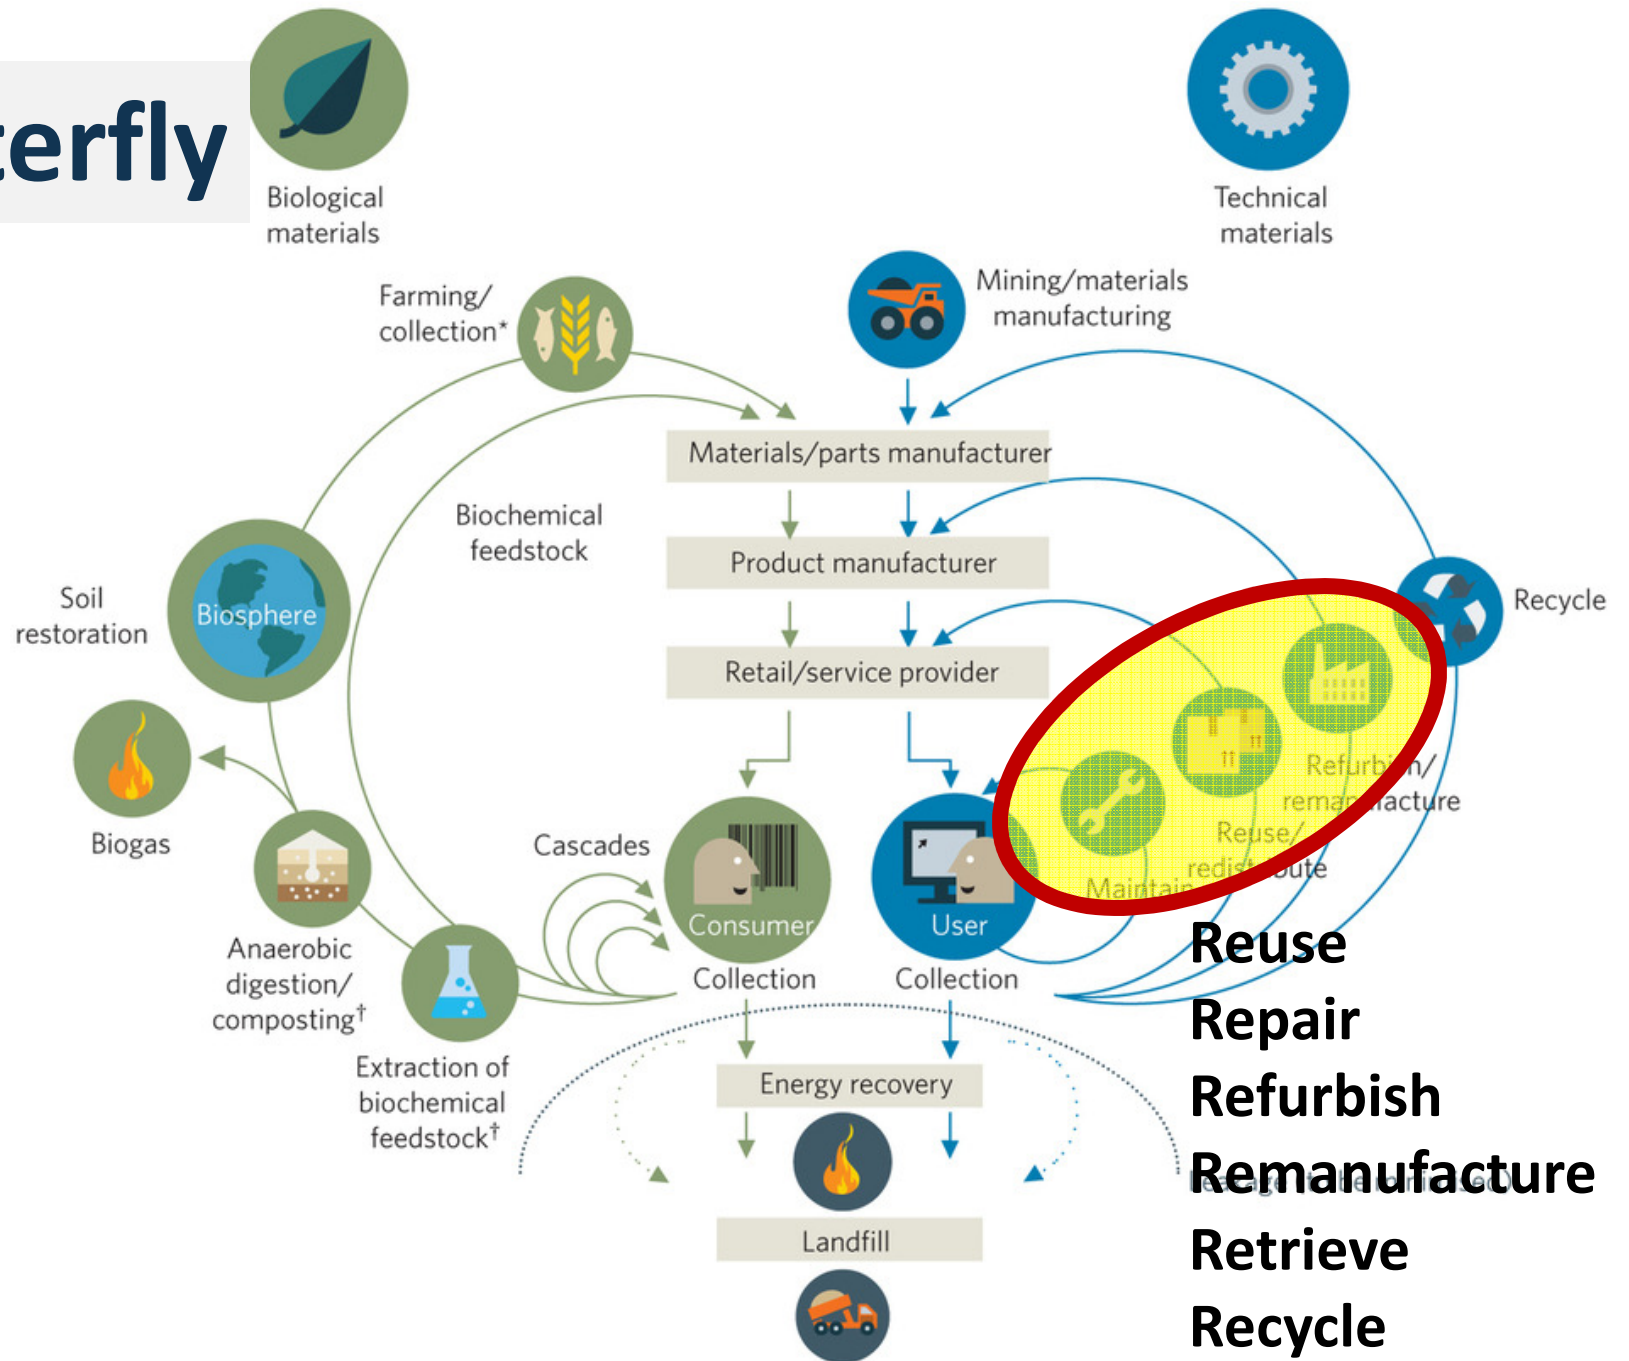 terfly
Biological
materials
Technical
materials
Farming/
collection*
Mining/materials
manufacturing
Materials/parts manufacturer
Biochemical
feedstock
Product manufacturer
Soil
restoration
Biosphere
Recycle
Retail/service provider
Biogas
Refurbish/
remanufacture
Reuse/
redistribute
Maintain
Cascades
Consumer
User
Collection
Collection
Anaerobic
digestion/
composting†
Extraction of
biochemical
feedstock†
Energy recovery
Landfill
Reuse
Repair
Refurbish
Remanufacture
Retrieve
Recycle